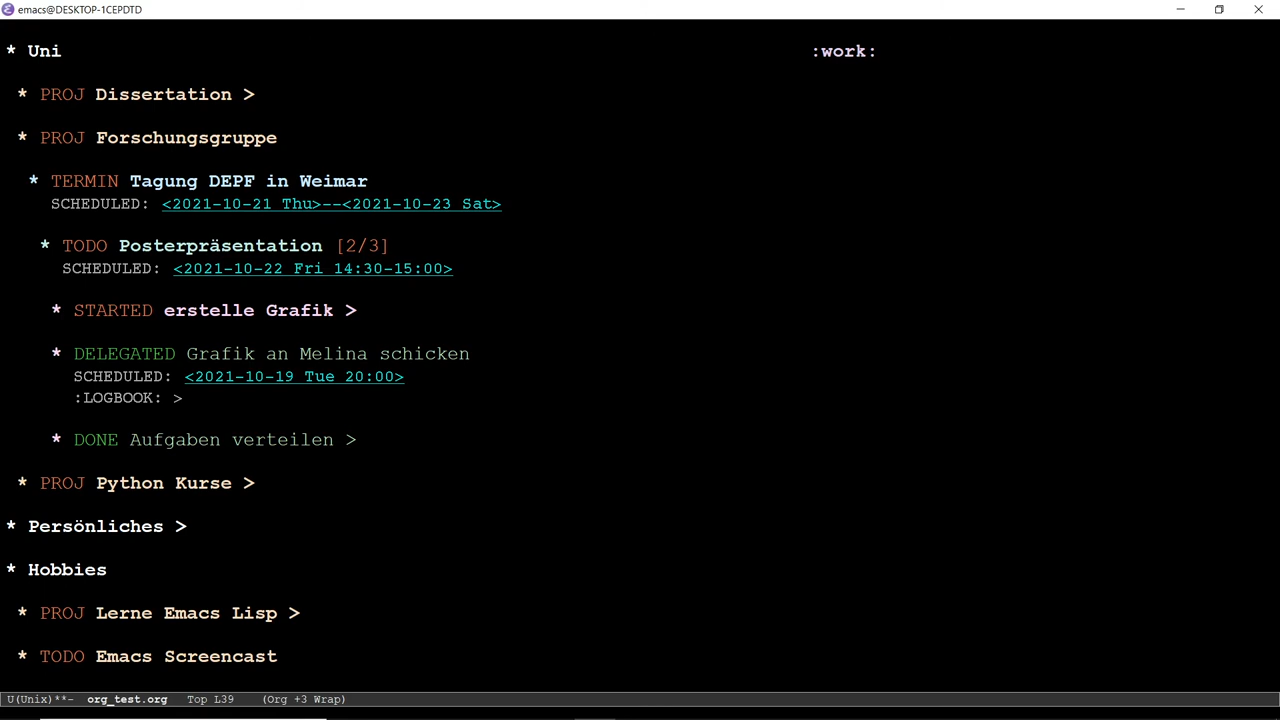 emacs@DESKTOP-1CEPDTD
* Uni :work:
* PROJ Dissertation >
* PROJ Forschungsgruppe
* TERMIN Tagung DEPF in Weimar
SCHEDULED: <2021-10-21 Thu>--<2021-10-23 Sat>
* TODO Posterpräsentation [2/3]
SCHEDULED: <2021-10-22 Fri 14:30-15:00>
* STARTED erstelle Grafik >
* DELEGATED Grafik an Melina schicken
SCHEDULED: <2021-10-19 Tue 20:00>
:LOGBOOK: >
* DONE Aufgaben verteilen >
* PROJ Python Kurse >
* Persönliches >
* Hobbies
* PROJ Lerne Emacs Lisp >
* TODO Emacs Screencast
U(Unix)**- org_test.org Top L39 (Org +3 Wrap)